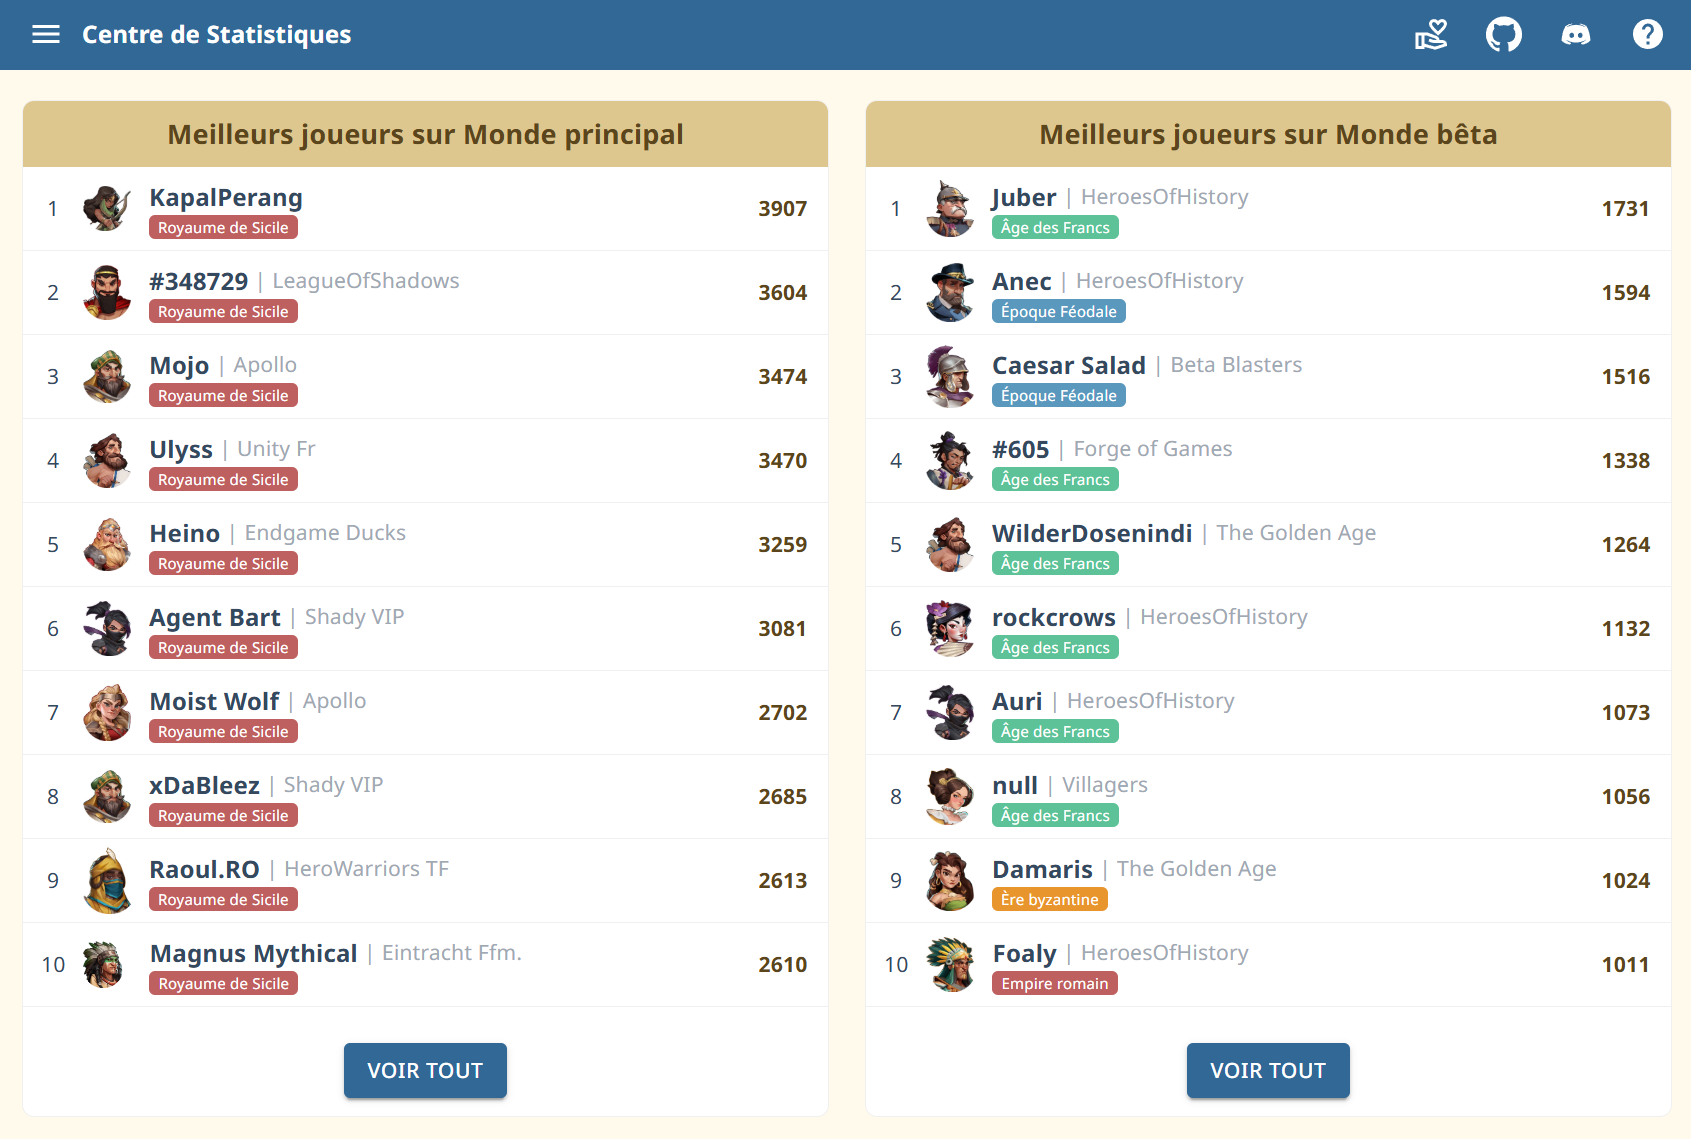 Centre de Statistiques
Meilleurs joueurs sur Monde principal
1 KapalPerang 3907
Royaume de Sicile
2 #348729 | LeagueOfShadows 3604
Royaume de Sicile
3 Mojo | Apollo 3474
Royaume de Sicile
4 Ulyss | Unity Fr 3470
Royaume de Sicile
5 Heino | Endgame Ducks 3259
Royaume de Sicile
6 Agent Bart | Shady VIP 3081
Royaume de Sicile
7 Moist Wolf | Apollo 2702
Royaume de Sicile
8 xDaBleez | Shady VIP 2685
Royaume de Sicile
9 Raoul.RO | HeroWarriors TF 2613
Royaume de Sicile
10 Magnus Mythical | Eintracht Ffm. 2610
Royaume de Sicile
VOIR TOUT
Meilleurs joueurs sur Monde bêta
1 Juber | HeroesOfHistory 1731
Âge des Francs
2 Anec | HeroesOfHistory 1594
Époque Féodale
3 Caesar Salad | Beta Blasters 1516
Époque Féodale
4 #605 | Forge of Games 1338
Âge des Francs
5 WilderDosenindi | The Golden Age 1264
Âge des Francs
6 rockcrows | HeroesOfHistory 1132
Âge des Francs
7 Auri | HeroesOfHistory 1073
Âge des Francs
8 null | Villagers 1056
Âge des Francs
9 Damaris | The Golden Age 1024
Ère byzantine
10 Foaly | HeroesOfHistory 1011
Empire romain
VOIR TOUT